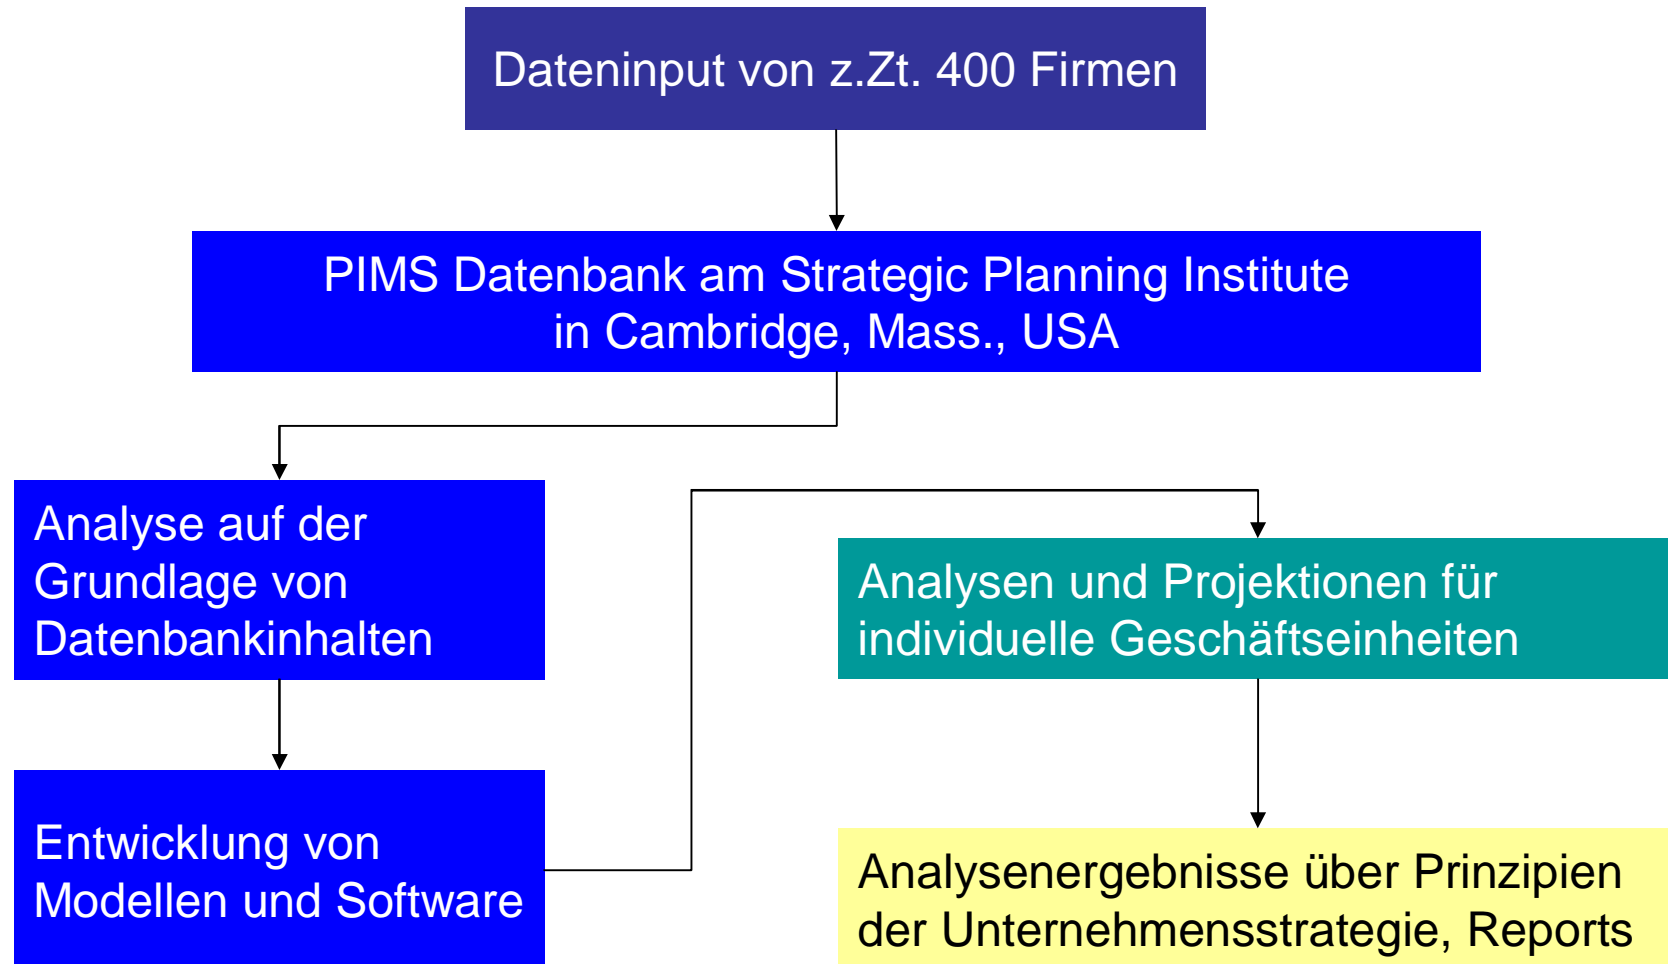 Dateninput von z.Zt. 400 Firmen
PIMS Datenbank am Strategic Planning Institute
in Cambridge, Mass., USA
Analyse auf der
Grundlage von
Datenbankinhalten
Entwicklung von
Modellen und Software
Analysen und Projektionen für
individuelle Geschäftseinheiten
Analysenergebnisse über Prinzipien
der Unternehmensstrategie, Reports